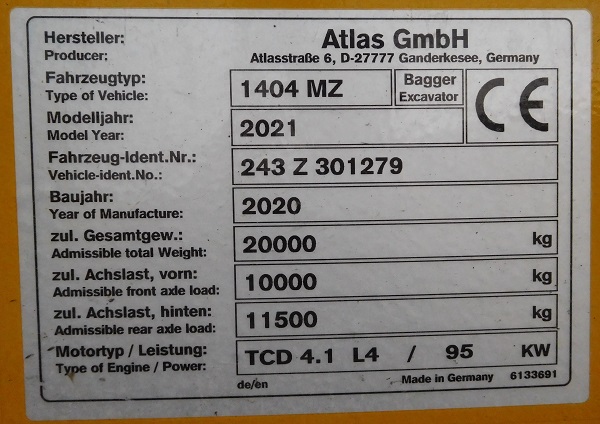 Hersteller: Atlas GmbH
Producer: Atlasstraße 6, D-27777 Ganderkesee, Germany
Fahrzeugtyp: 1404 MZ Bagger
Type of Vehicle: Excavator
CE
Modelljahr: 2021
Model Year:
Fahrzeug-Ident.Nr.: 243 Z 301279
Vehicle-ident.No.:
Baujahr: 2020
Year of Manufacture:
zul. Gesamtgew.: 20000 kg
Admissible total Weight:
zul. Achslast, vorn: 10000 kg
Admissible front axle load:
zul. Achslast, hinten: 11500 kg
Admissible rear axle load:
Motortyp / Leistung: TCD 4.1 L4 / 95 KW
Type of Engine / Power:
de/en Made in Germany 6133691